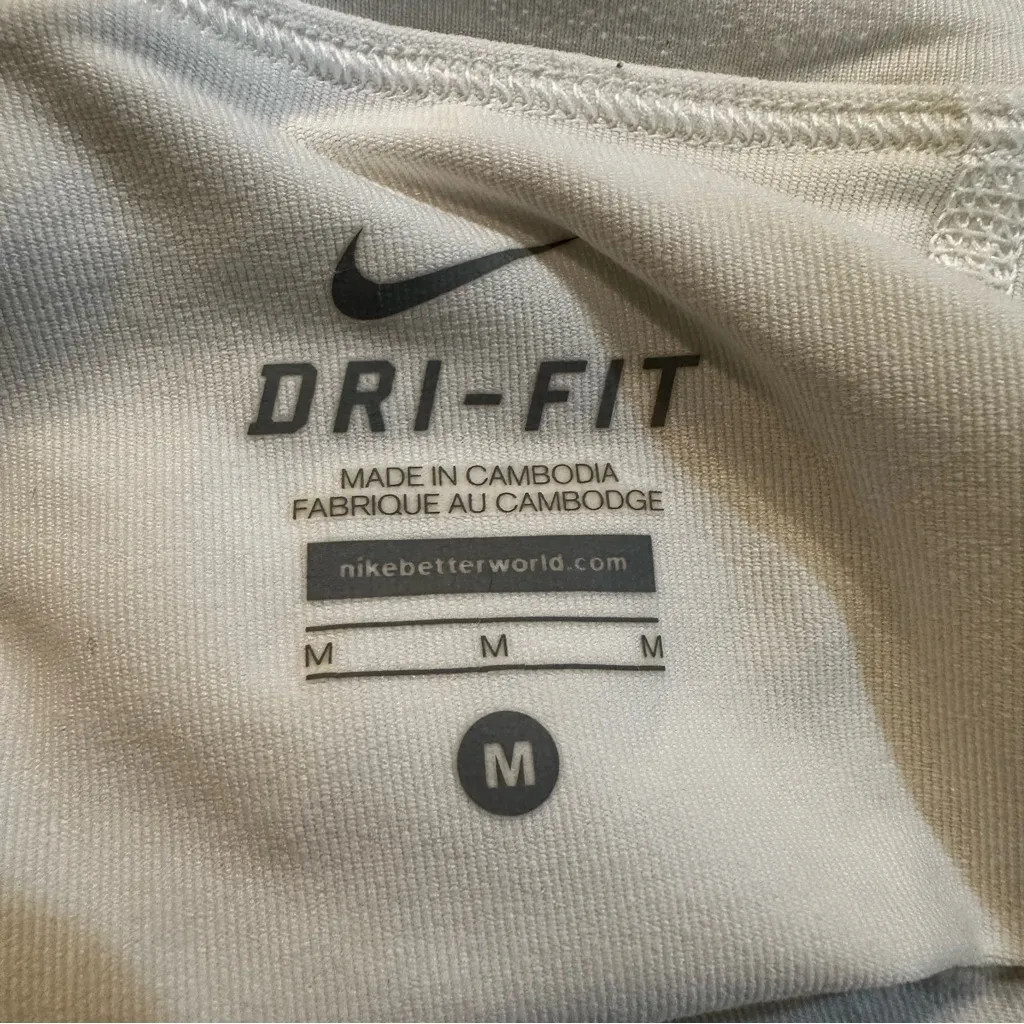 DRI-FIT
MADE IN CAMBODIA
FABRIQUE AU CAMBODGE
nikebetterworld.com
M M M
M